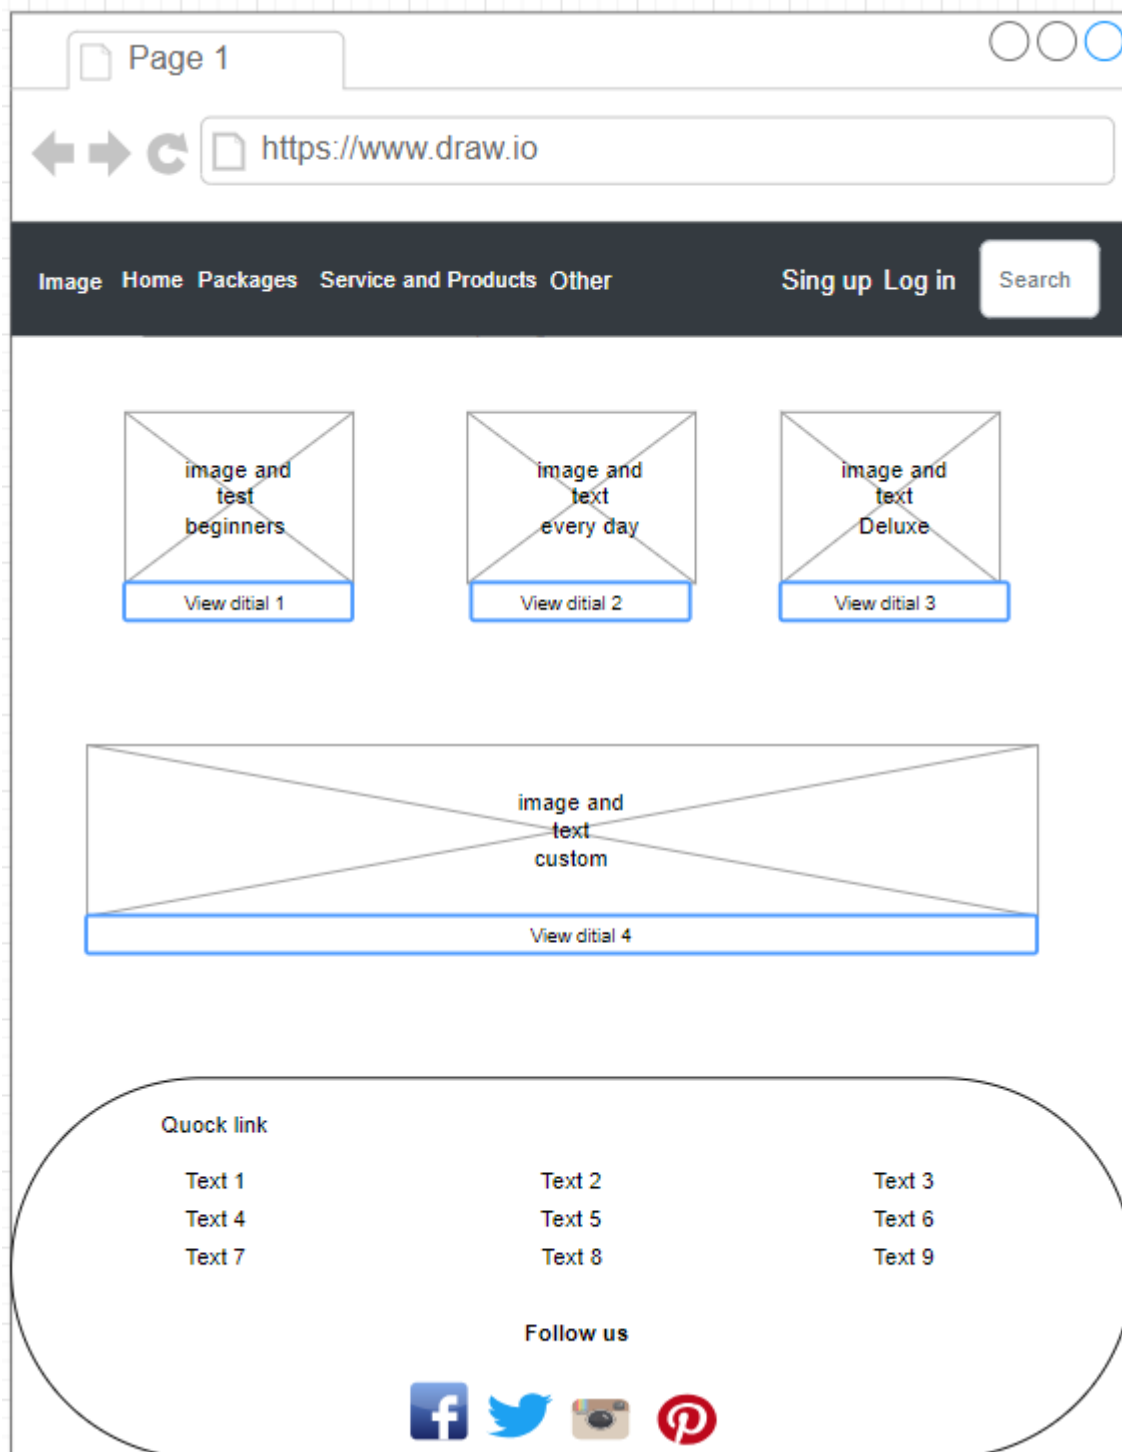 Page 1
https://www.draw.io
Image Home Packages Service and Products Other Sing up Log in Search
image and
test
beginners
image and
text
every day
image and
text
Deluxe
View ditial 1
View ditial 2
View ditial 3
image and
text
custom
View ditial 4
Quock link
Text 1 Text 2 Text 3
Text 4 Text 5 Text 6
Text 7 Text 8 Text 9
Follow us